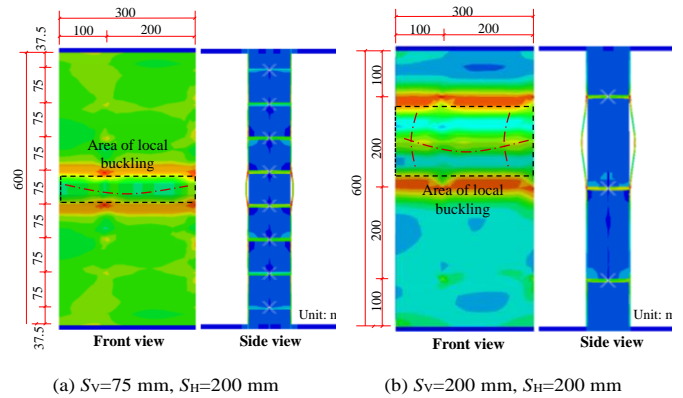 300
100
200
37.5
75
75
75
75
75
75
75
37.5
600
Area of local
buckling
Unit: n
Front view
Side view
(a) SV=75 mm, SH=200 mm
300
100
200
100
200
200
100
600
Area of local
buckling
Unit: n
Front view
Side view
(b) SV=200 mm, SH=200 mm